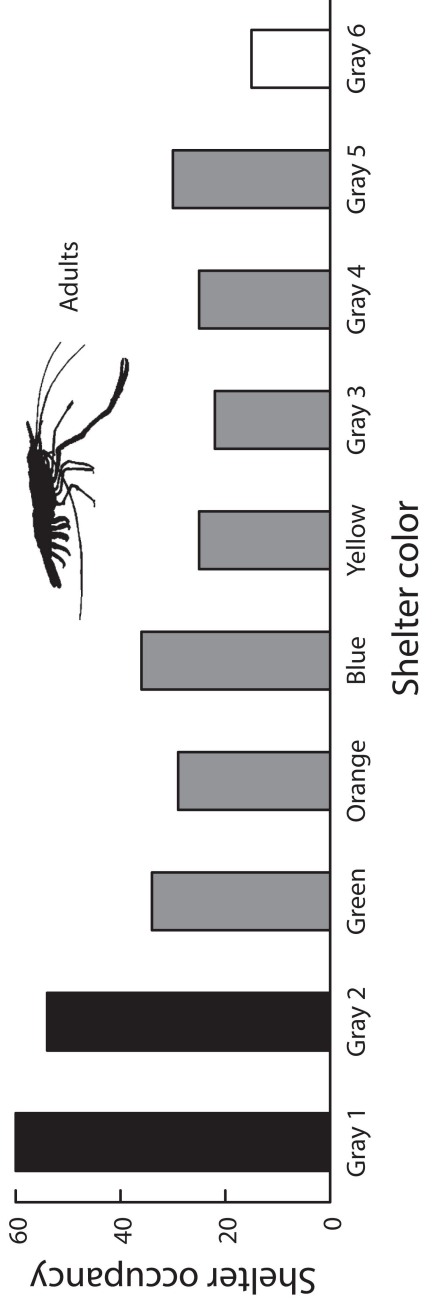 Adults
Shelter occupancy
60
40
20
0
Gray 1
Gray 2
Green
Orange
Blue
Yellow
Gray 3
Gray 4
Gray 5
Gray 6
Shelter color